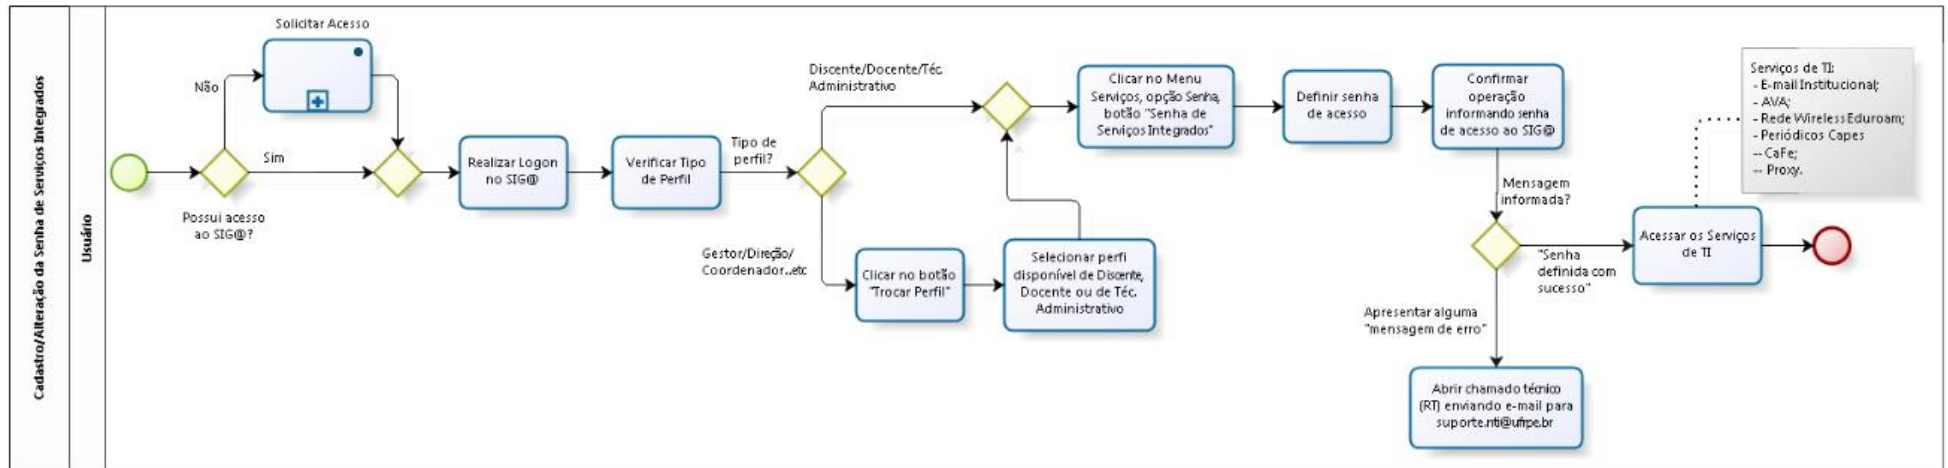 Cadastro/Alteração da Senha de Serviços Integrados
Usuário
Solicitar Acesso
Não
Sim
Possui acesso
ao SIG@?
Realizar Logon
no SIG@
Verificar Tipo
de Perfil
Tipo de
perfil?
Discente/Docente/Téc.
Administrativo
Gestor/Direção/
Coordenador...etc
Clicar no botão
"Trocar Perfil"
Selecionar perfi
disponível de Discente,
Docente ou de Téc.
Administrativo
Clicar no Menu
Serviços, opção Senha,
botão "Senha de
Serviços Integrados"
Definir senha
de acesso
Confirmar
operação
informando senha
de acesso ao SIG@
Mensagem
informada?
"Senha
definida com
sucesso"
Apresentar alguma
"mensagem de erro"
Abrir chamado técnico
(RT) enviando e-mail para
suporte.nti@ufrpe.br
Acessar os Serviços
de TI
Serviços de TI:
- E-mail Institucional;
- AVA;
- Rede Wireless Eduroam;
- Periódicos Capes
-- CaFe;
-- Proxy.